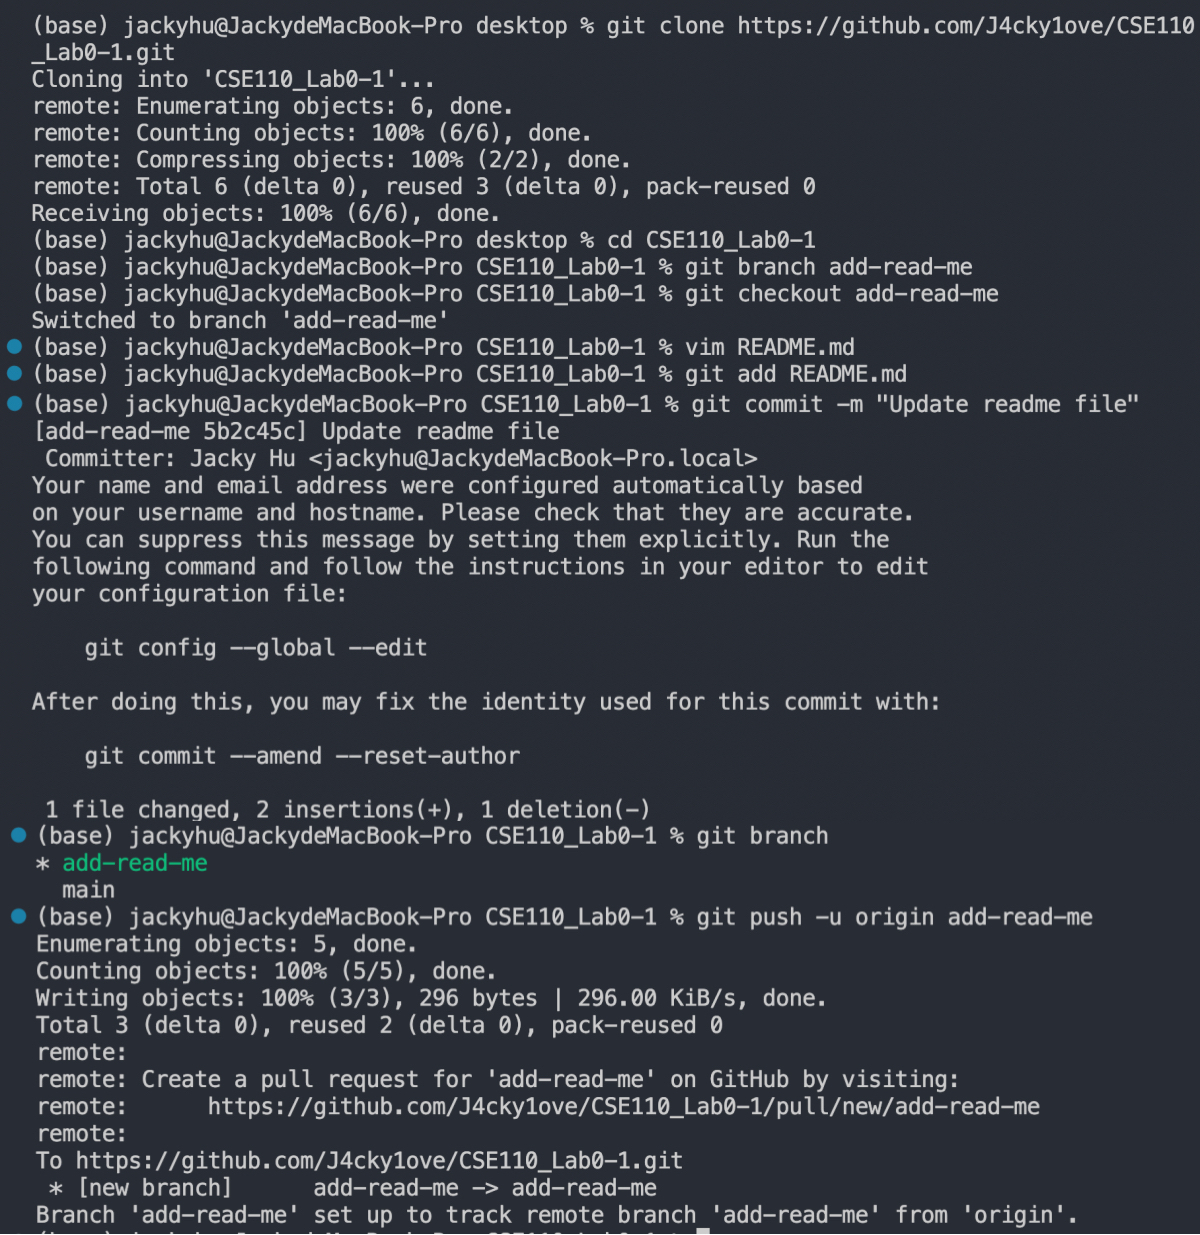 (base) jackyhu@JackydeMacBook-Pro desktop % git clone https://github.com/J4cky1ove/CSE110
_Lab0-1.git
Cloning into 'CSE110_Lab0-1'...
remote: Enumerating objects: 6, done.
remote: Counting objects: 100% (6/6), done.
remote: Compressing objects: 100% (2/2), done.
remote: Total 6 (delta 0), reused 3 (delta 0), pack-reused 0
Receiving objects: 100% (6/6), done.
(base) jackyhu@JackydeMacBook-Pro desktop % cd CSE110_Lab0-1
(base) jackyhu@JackydeMacBook-Pro CSE110_Lab0-1 % git branch add-read-me
(base) jackyhu@JackydeMacBook-Pro CSE110_Lab0-1 % git checkout add-read-me
Switched to branch 'add-read-me'
(base) jackyhu@JackydeMacBook-Pro CSE110_Lab0-1 % vim README.md
(base) jackyhu@JackydeMacBook-Pro CSE110_Lab0-1 % git add README.md
(base) jackyhu@JackydeMacBook-Pro CSE110_Lab0-1 % git commit -m "Update readme file"
[add-read-me 5b2c45c] Update readme file
 Committer: Jacky Hu <jackyhu@JackydeMacBook-Pro.local>
Your name and email address were configured automatically based
on your username and hostname. Please check that they are accurate.
You can suppress this message by setting them explicitly. Run the
following command and follow the instructions in your editor to edit
your configuration file:
    git config --global --edit
After doing this, you may fix the identity used for this commit with:
    git commit --amend --reset-author
 1 file changed, 2 insertions(+), 1 deletion(-)
(base) jackyhu@JackydeMacBook-Pro CSE110_Lab0-1 % git branch
* add-read-me
  main
(base) jackyhu@JackydeMacBook-Pro CSE110_Lab0-1 % git push -u origin add-read-me
Enumerating objects: 5, done.
Counting objects: 100% (5/5), done.
Writing objects: 100% (3/3), 296 bytes | 296.00 KiB/s, done.
Total 3 (delta 0), reused 2 (delta 0), pack-reused 0
remote:
remote: Create a pull request for 'add-read-me' on GitHub by visiting:
remote:      https://github.com/J4cky1ove/CSE110_Lab0-1/pull/new/add-read-me
remote:
To https://github.com/J4cky1ove/CSE110_Lab0-1.git
 * [new branch]      add-read-me -> add-read-me
Branch 'add-read-me' set up to track remote branch 'add-read-me' from 'origin'.